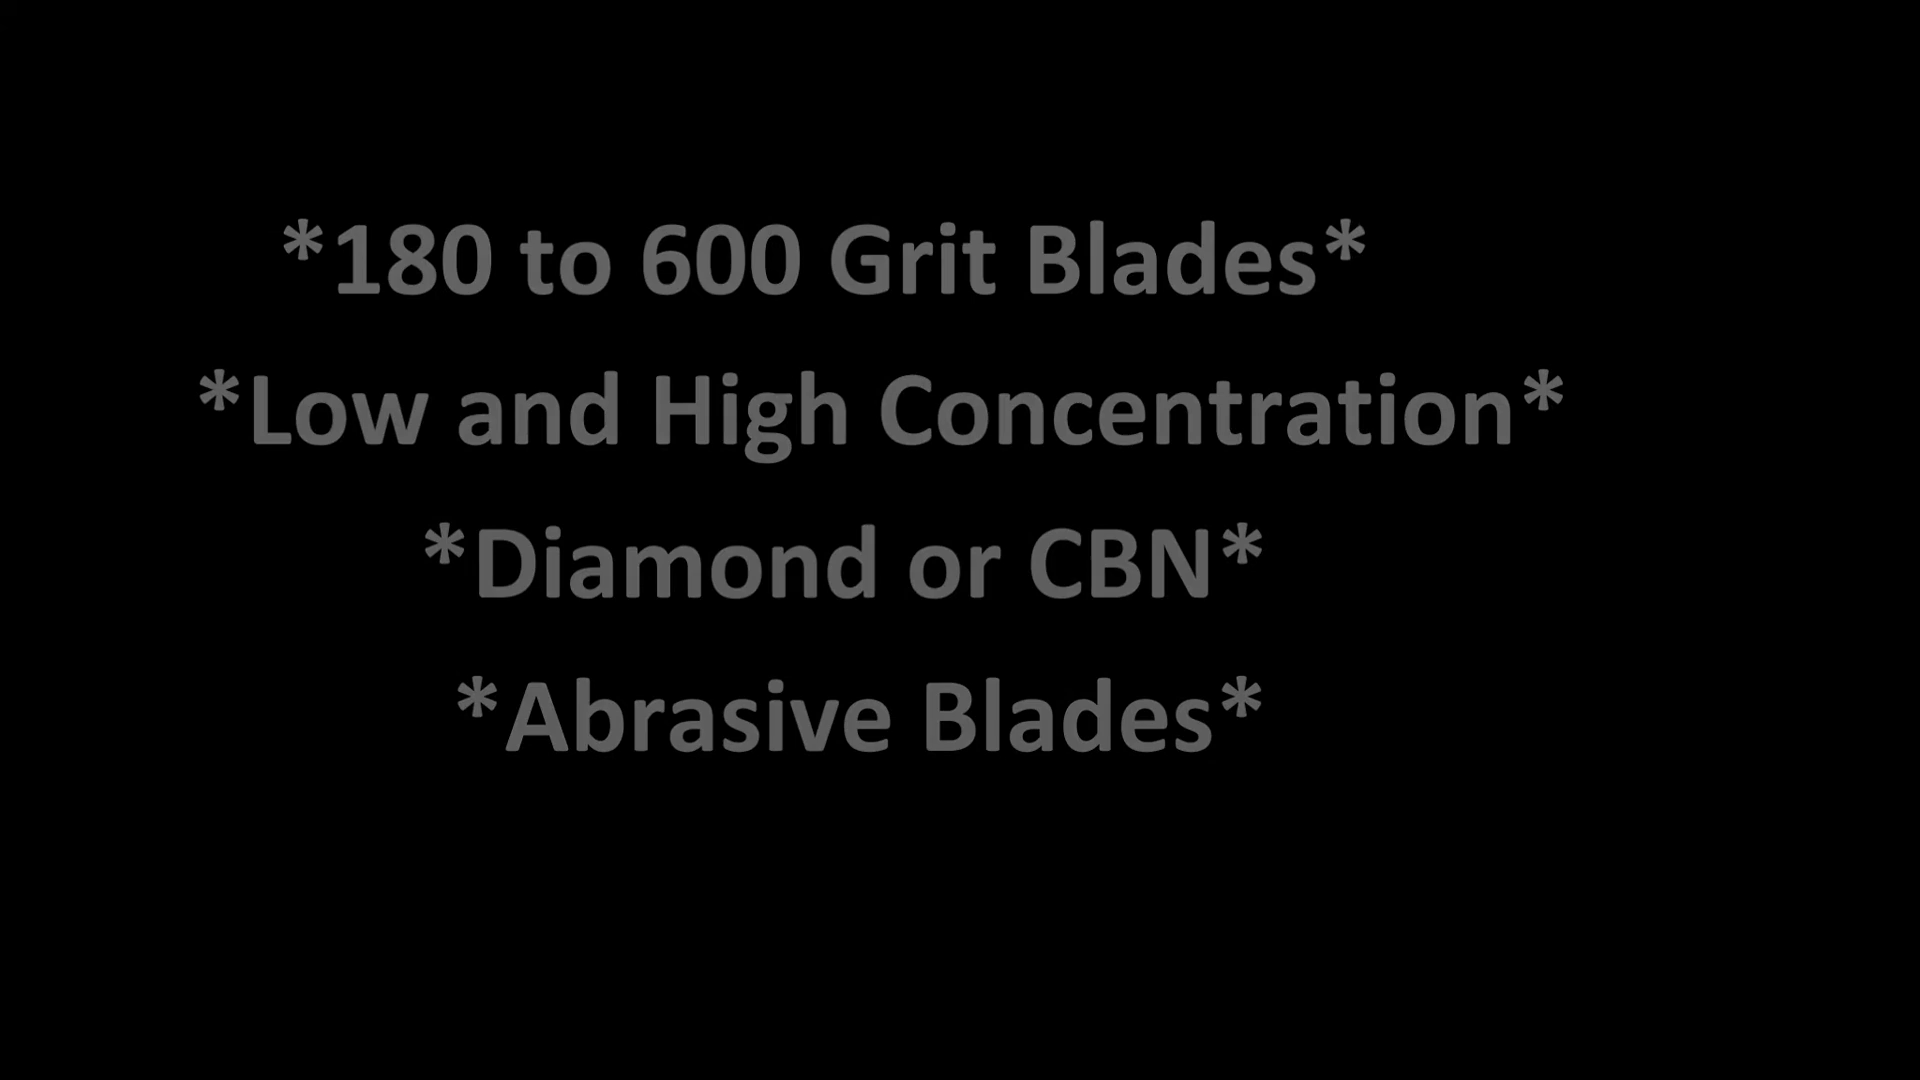 *180 to 600 Grit Blades*
*Low and High Concentration*
*Diamond or CBN*
*Abrasive Blades*